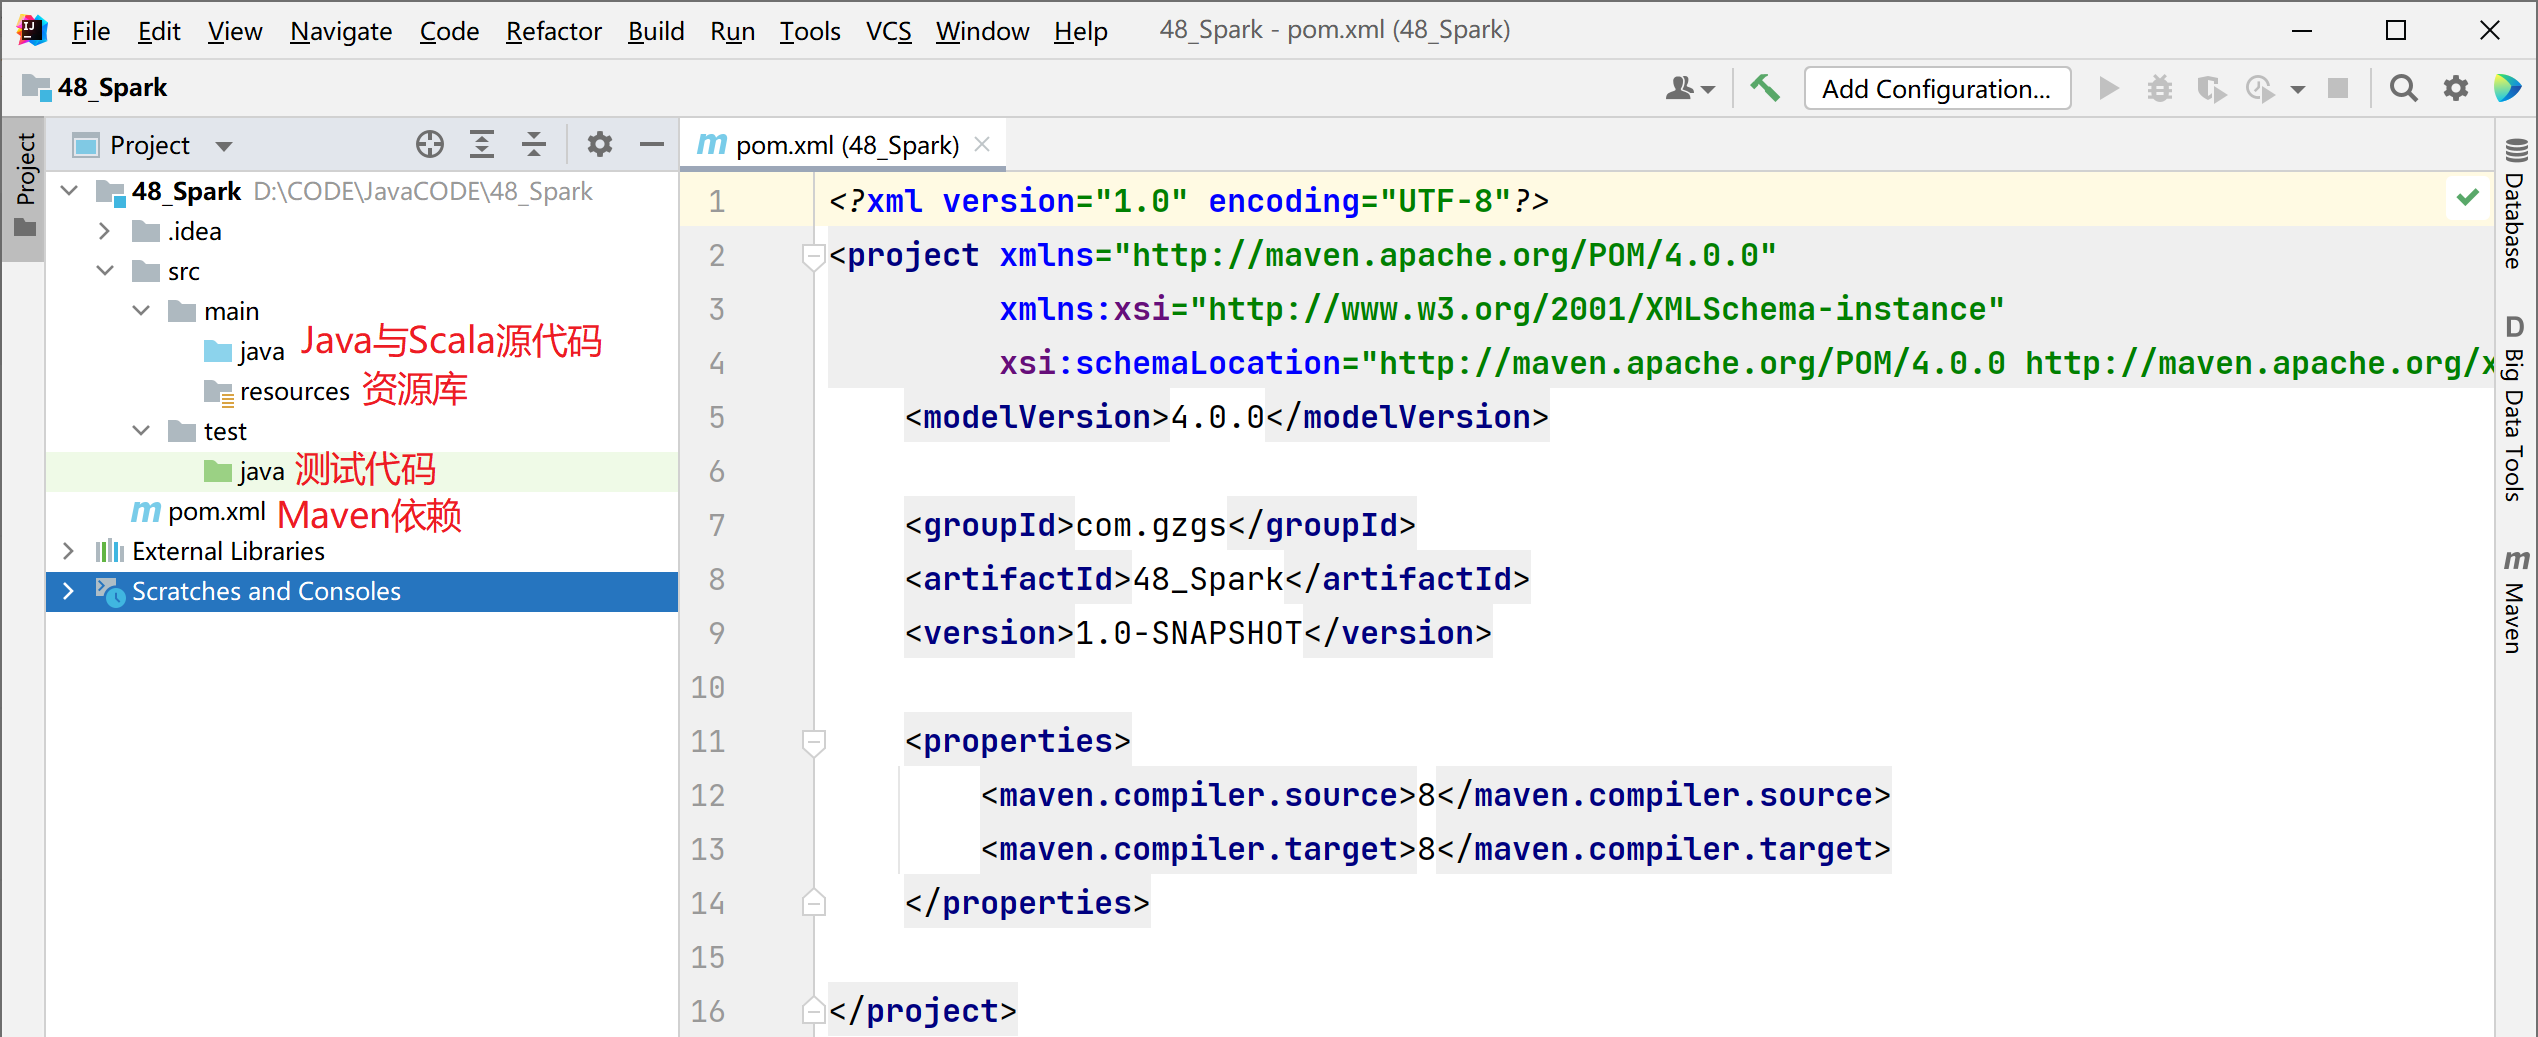 File Edit View Navigate Code Refactor Build Run Tools VCS Window Help 48_Spark - pom.xml (48_Spark)
48_Spark Add Configuration...
Project
Project
pom.xml (48_Spark)
48_Spark D:\CODE\JavaCODE\48_Spark
.idea
src
main
java Java与Scala源代码
resources 资源库
test
java 测试代码
pom.xml Maven依赖
External Libraries
Scratches and Consoles
1 <?xml version="1.0" encoding="UTF-8"?>
2 <project xmlns="http://maven.apache.org/POM/4.0.0"
3 xmlns:xsi="http://www.w3.org/2001/XMLSchema-instance"
4 xsi:schemaLocation="http://maven.apache.org/POM/4.0.0 http://maven.apache.org/x
5 <modelVersion>4.0.0</modelVersion>
6
7 <groupId>com.gzgs</groupId>
8 <artifactId>48_Spark</artifactId>
9 <version>1.0-SNAPSHOT</version>
10
11 <properties>
12 <maven.compiler.source>8</maven.compiler.source>
13 <maven.compiler.target>8</maven.compiler.target>
14 </properties>
15
16 </project>
Database
D Big Data Tools
m Maven